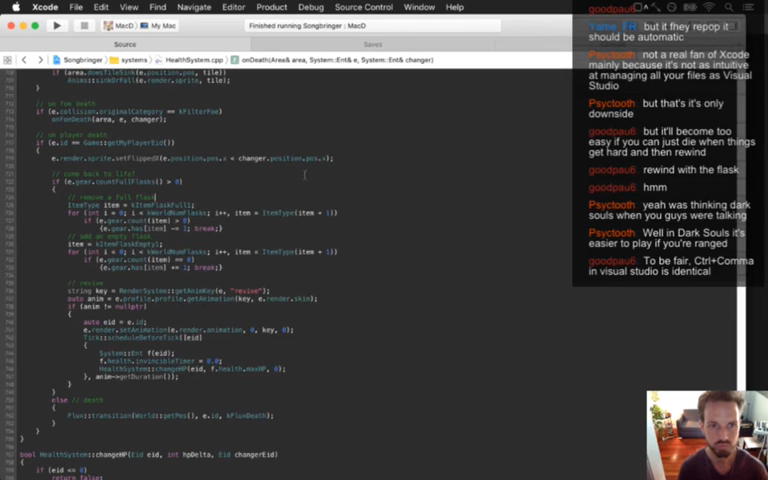 Xcode File Edit View Find Navigate Editor Product Debug Source Control Window Help
goodpau6
MacD My Mac
Finished running Songbringer : MacD
Source
Saves
Songbringer systems HealthSystem.cpp onDeath(Area& area, System::Ent& e, System::Ent& changer)
if (area.doesTileSink(e.position.pos, tile))
Anims::sinkOrFall(e.render.sprite, tile);
}
// on foe death
if (e.collision.originalCategory == kFilterFoe)
onFoeDeath(area, e, changer);
// on player death
if (e.id == Game::getMyPlayerEid())
{
e.render.sprite.setFlippedX(e.position.pos.x < changer.position.pos.x);
// come back to life!
if (e.gear.countFullFlasks() > 0)
{
// remove a full flask
ItemType item = kItemFlaskFull1;
for (int i = 0; i < kWorldNumFlasks; i++, item = ItemType(item + 1))
if (e.gear.count(item) > 0)
{e.gear.has[item] -= 1; break;}
// add an empty flask
item = kItemFlaskEmpty1;
for (int i = 0; i < kWorldNumFlasks; i++, item = ItemType(item + 1))
if (e.gear.count(item) == 0)
{e.gear.has[item] += 1; break;}
// revive
string key = RenderSystem::getAnimKey(e, "revive");
auto anim = e.profile.profile.getAnimation(key, e.render.skin);
if (anim != nullptr)
{
auto eid = e.id;
e.render.setAnimation(e.render.animation, 0, key, 0);
Tick::scheduleBeforeTick([eid]
{
System::Ent f(eid);
f.health.invincibleTimer = 0.0;
HealthSystem::changeHP(eid, f.health.maxHP, 0);
}, anim->getDuration());
}
}
else // death
{
Flux::transition(World::getPos(), e.id, kFluxDeath);
}
}
}
bool HealthSystem::changeHP(Eid eid, int hpDelta, Eid changerEid)
{
if (eid <= 0)
return false;
Yame_FR but if they repop it
should be automatic
Psyctooth not a real fan of Xcode
mainly because it's not as intuitive
at managing all your files as Visual
Studio
Psyctooth but that's it's only
downside
goodpau6 but it'll become too
easy if you can just die when things
get hard and then rewind
goodpau6 rewind with the flask
goodpau6 hmm
Psyctooth yeah was thinking dark
souls when you guys were talking
Psyctooth Well in Dark Souls it's
easier to play if you're ranged
goodpau6 To be fair, Ctrl+Comma
in visual studio is identical